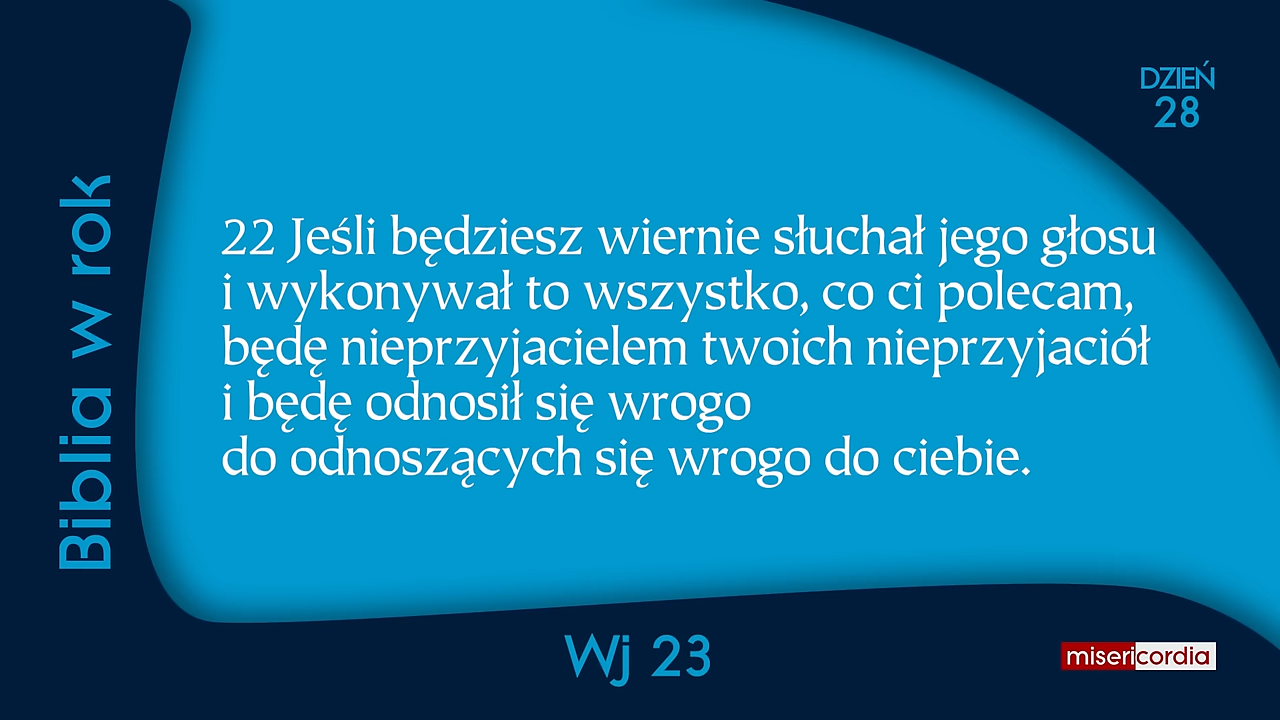 DZIEŃ
28
Biblia w rok
22 Jeśli będziesz wiernie słuchał jego głosu
i wykonywał to wszystko, co ci polecam,
będę nieprzyjacielem twoich nieprzyjaciół
i będę odnosił się wrogo
do odnoszących się wrogo do ciebie.
Wj 23
misericordia